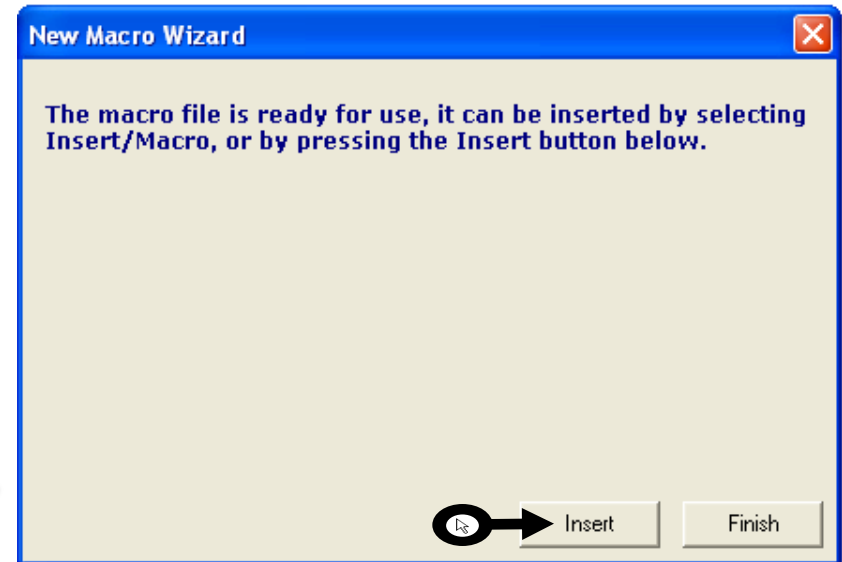 New Macro Wizard
The macro file is ready for use, it can be inserted by selecting
Insert/Macro, or by pressing the Insert button below.
Insert Finish